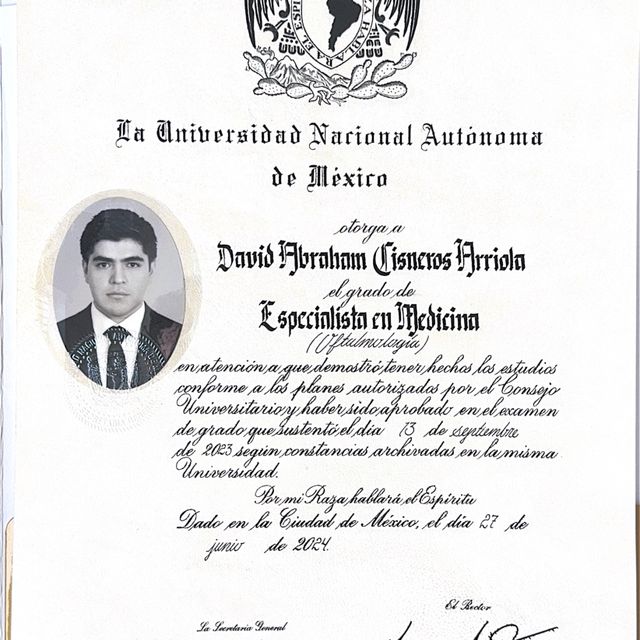 La Universidad Nacional Autónoma
de México
otorga a
David Abraham Cisneros Arriola
el grado de
Especialista en Medicina
(Oftalmología)
en atención a que demostró tener hechos los estudios
conforme a los planes autorizados por el Consejo
Universitario y haber sido aprobado en el examen
de grado que sustentó el día 13 de septiembre
de 2023 según constancias archivadas en la misma
Universidad.
Por mi Raza hablará el Espíritu
Dado en la Ciudad de México, el día 27 de
junio de 2024.
El Rector
La Secretaria General